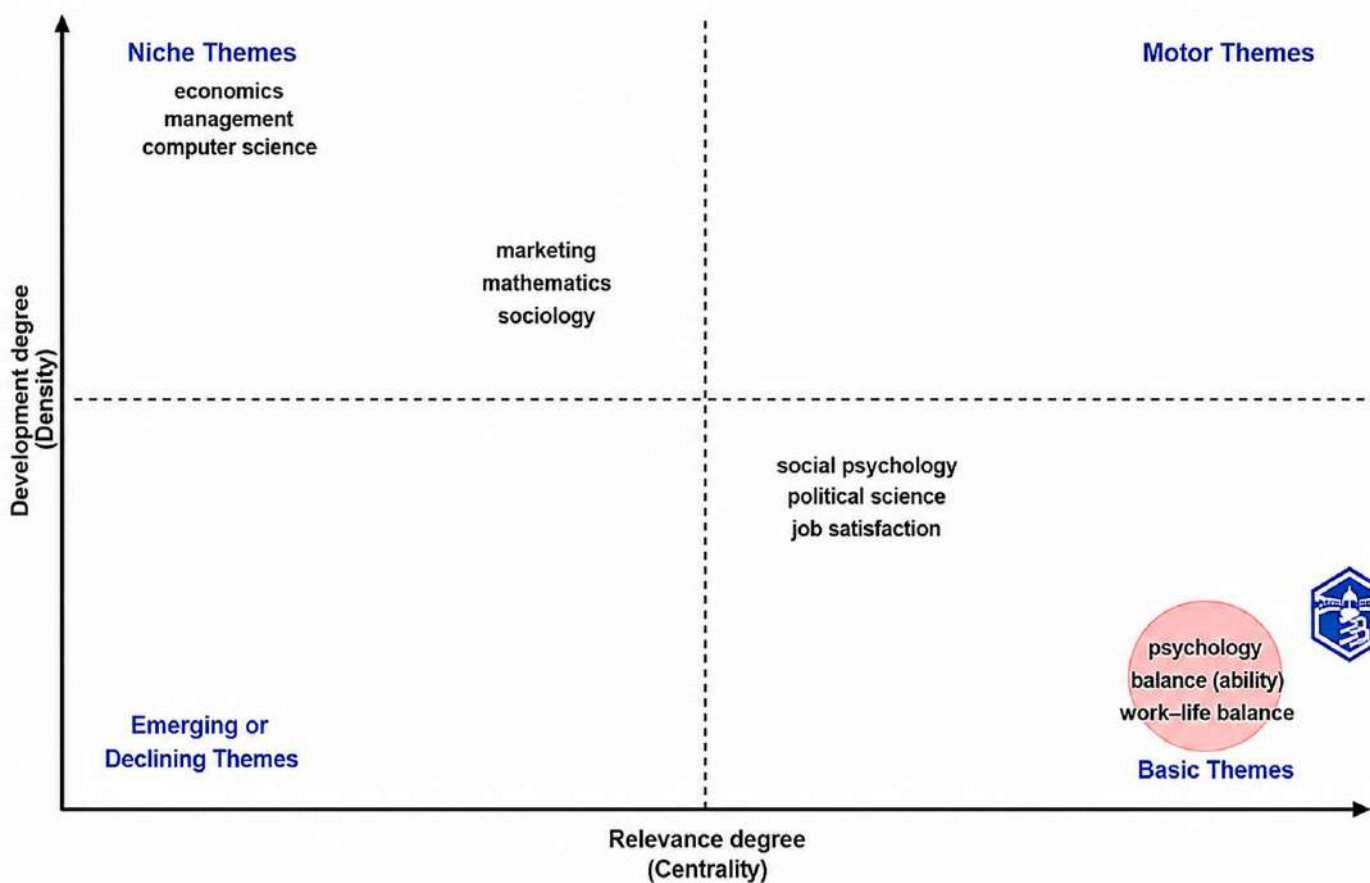 Niche Themes
Motor Themes
economics
management
computer science
marketing
mathematics
sociology
Development degree
(Density)
social psychology
political science
job satisfaction
psychology
balance (ability)
work–life balance
Emerging or
Declining Themes
Basic Themes
Relevance degree
(Centrality)